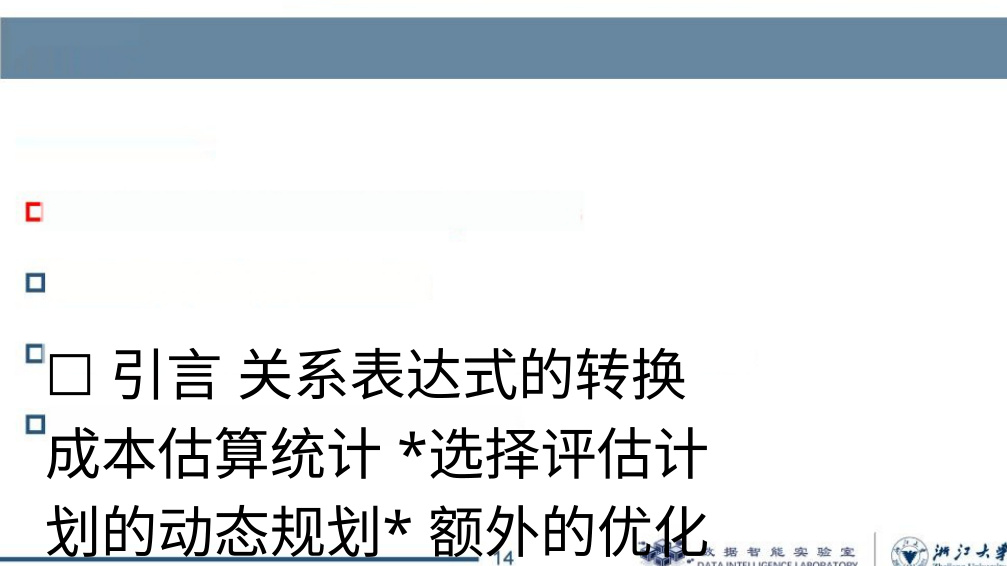 □ 引言 关系表达式的转换
成本估算统计 *选择评估计
划的动态规划* 额外的优化
14
数据智能实验室
DATA INTELLIGENCE LABORATORY
浙江大学